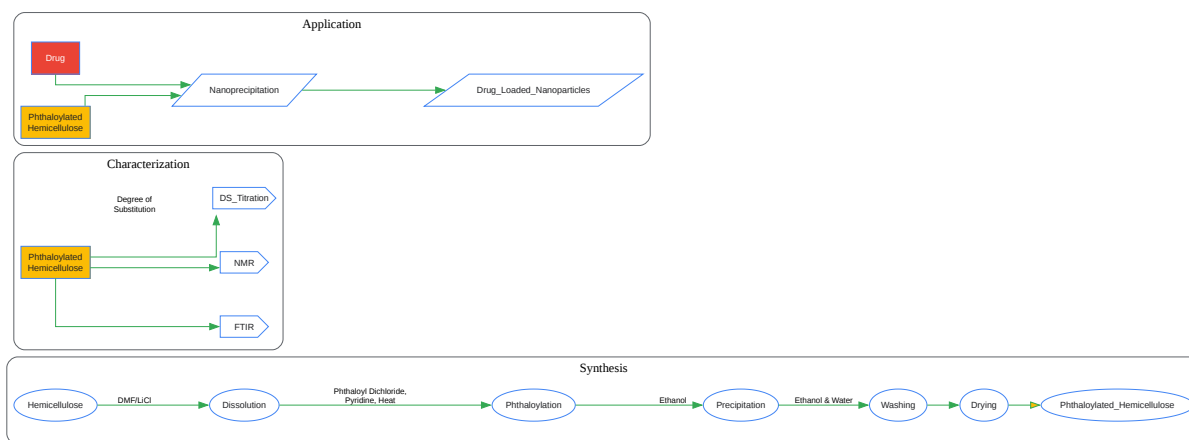 Application
Drug
Nanoprecipitation
Drug_Loaded_Nanoparticles
Phthaloylated
Hemicellulose
Characterization
Degree of
Substitution
DS_Titration
Phthaloylated
Hemicellulose
NMR
FTIR
Synthesis
Hemicellulose
DMF/LiCl
Dissolution
Phthaloyl Dichloride,
Pyridine, Heat
Phthaloylation
Ethanol
Precipitation
Ethanol & Water
Washing
Drying
Phthaloylated_Hemicellulose